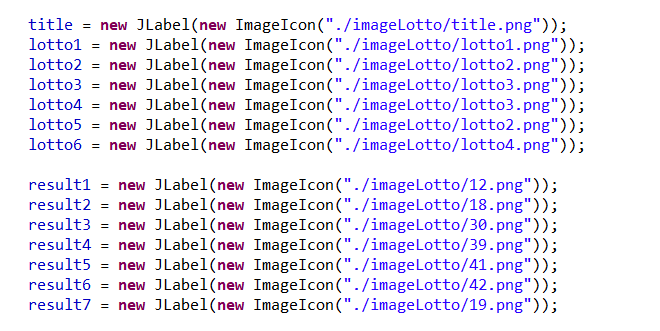 title = new JLabel(new ImageIcon("./imageLotto/title.png"));
lotto1 = new JLabel(new ImageIcon("./imageLotto/lotto1.png"));
lotto2 = new JLabel(new ImageIcon("./imageLotto/lotto2.png"));
lotto3 = new JLabel(new ImageIcon("./imageLotto/lotto3.png"));
lotto4 = new JLabel(new ImageIcon("./imageLotto/lotto3.png"));
lotto5 = new JLabel(new ImageIcon("./imageLotto/lotto2.png"));
lotto6 = new JLabel(new ImageIcon("./imageLotto/lotto4.png"));

result1 = new JLabel(new ImageIcon("./imageLotto/12.png"));
result2 = new JLabel(new ImageIcon("./imageLotto/18.png"));
result3 = new JLabel(new ImageIcon("./imageLotto/30.png"));
result4 = new JLabel(new ImageIcon("./imageLotto/39.png"));
result5 = new JLabel(new ImageIcon("./imageLotto/41.png"));
result6 = new JLabel(new ImageIcon("./imageLotto/42.png"));
result7 = new JLabel(new ImageIcon("./imageLotto/19.png"));